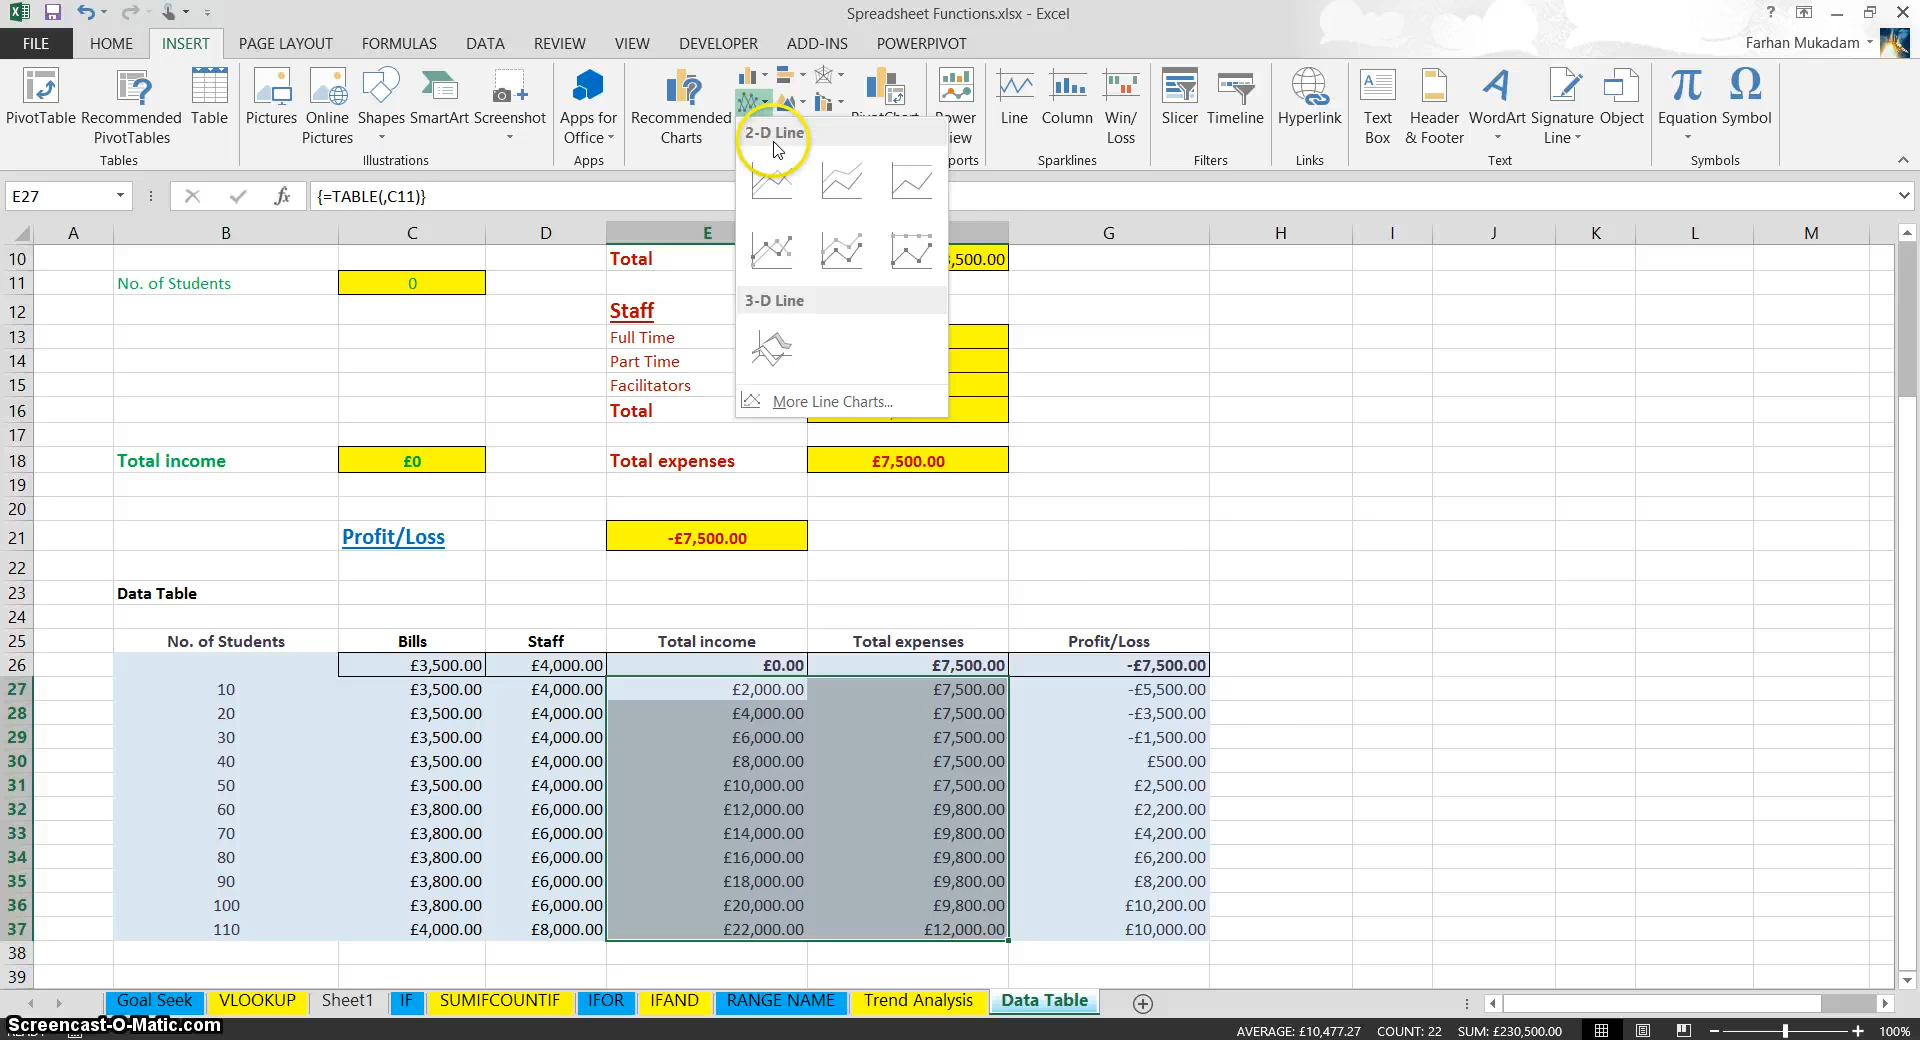 Spreadsheet Functions.xlsx - Excel
FILE HOME INSERT PAGE LAYOUT FORMULAS DATA REVIEW VIEW DEVELOPER ADD-INS POWERPIVOT Farhan Mukadam
PivotTable Recommended PivotTables Table Pictures Online Pictures Shapes SmartArt Screenshot Apps for Office Recommended Charts PivotChart Power View Line Column Win/Loss Slicer Timeline Hyperlink Text Box Header & Footer WordArt Signature Line Object Equation Symbol
Tables Illustrations Apps ports Sparklines Filters Links Text Symbols
2-D Line
3-D Line
More Line Charts...
E27 fx {=TABLE(,C11)}
A B C D E G H I J K L M
10 Total ,500.00
11 No. of Students 0
12 Staff
13 Full Time
14 Part Time
15 Facilitators
16 Total
17
18 Total income £0 Total expenses £7,500.00
19
20
21 Profit/Loss -£7,500.00
22
23 Data Table
24
25 No. of Students Bills Staff Total income Total expenses Profit/Loss
26 £3,500.00 £4,000.00 £0.00 £7,500.00 -£7,500.00
27 10 £3,500.00 £4,000.00 £2,000.00 £7,500.00 -£5,500.00
28 20 £3,500.00 £4,000.00 £4,000.00 £7,500.00 -£3,500.00
29 30 £3,500.00 £4,000.00 £6,000.00 £7,500.00 -£1,500.00
30 40 £3,500.00 £4,000.00 £8,000.00 £7,500.00 £500.00
31 50 £3,500.00 £4,000.00 £10,000.00 £7,500.00 £2,500.00
32 60 £3,800.00 £6,000.00 £12,000.00 £9,800.00 £2,200.00
33 70 £3,800.00 £6,000.00 £14,000.00 £9,800.00 £4,200.00
34 80 £3,800.00 £6,000.00 £16,000.00 £9,800.00 £6,200.00
35 90 £3,800.00 £6,000.00 £18,000.00 £9,800.00 £8,200.00
36 100 £3,800.00 £6,000.00 £20,000.00 £9,800.00 £10,200.00
37 110 £4,000.00 £8,000.00 £22,000.00 £12,000.00 £10,000.00
38
39
Goal Seek VLOOKUP Sheet1 IF SUMIFCOUNTIF IFOR IFAND RANGE NAME Trend Analysis Data Table
Screencast-O-Matic.com
AVERAGE: £10,477.27 COUNT: 22 SUM: £230,500.00 100%